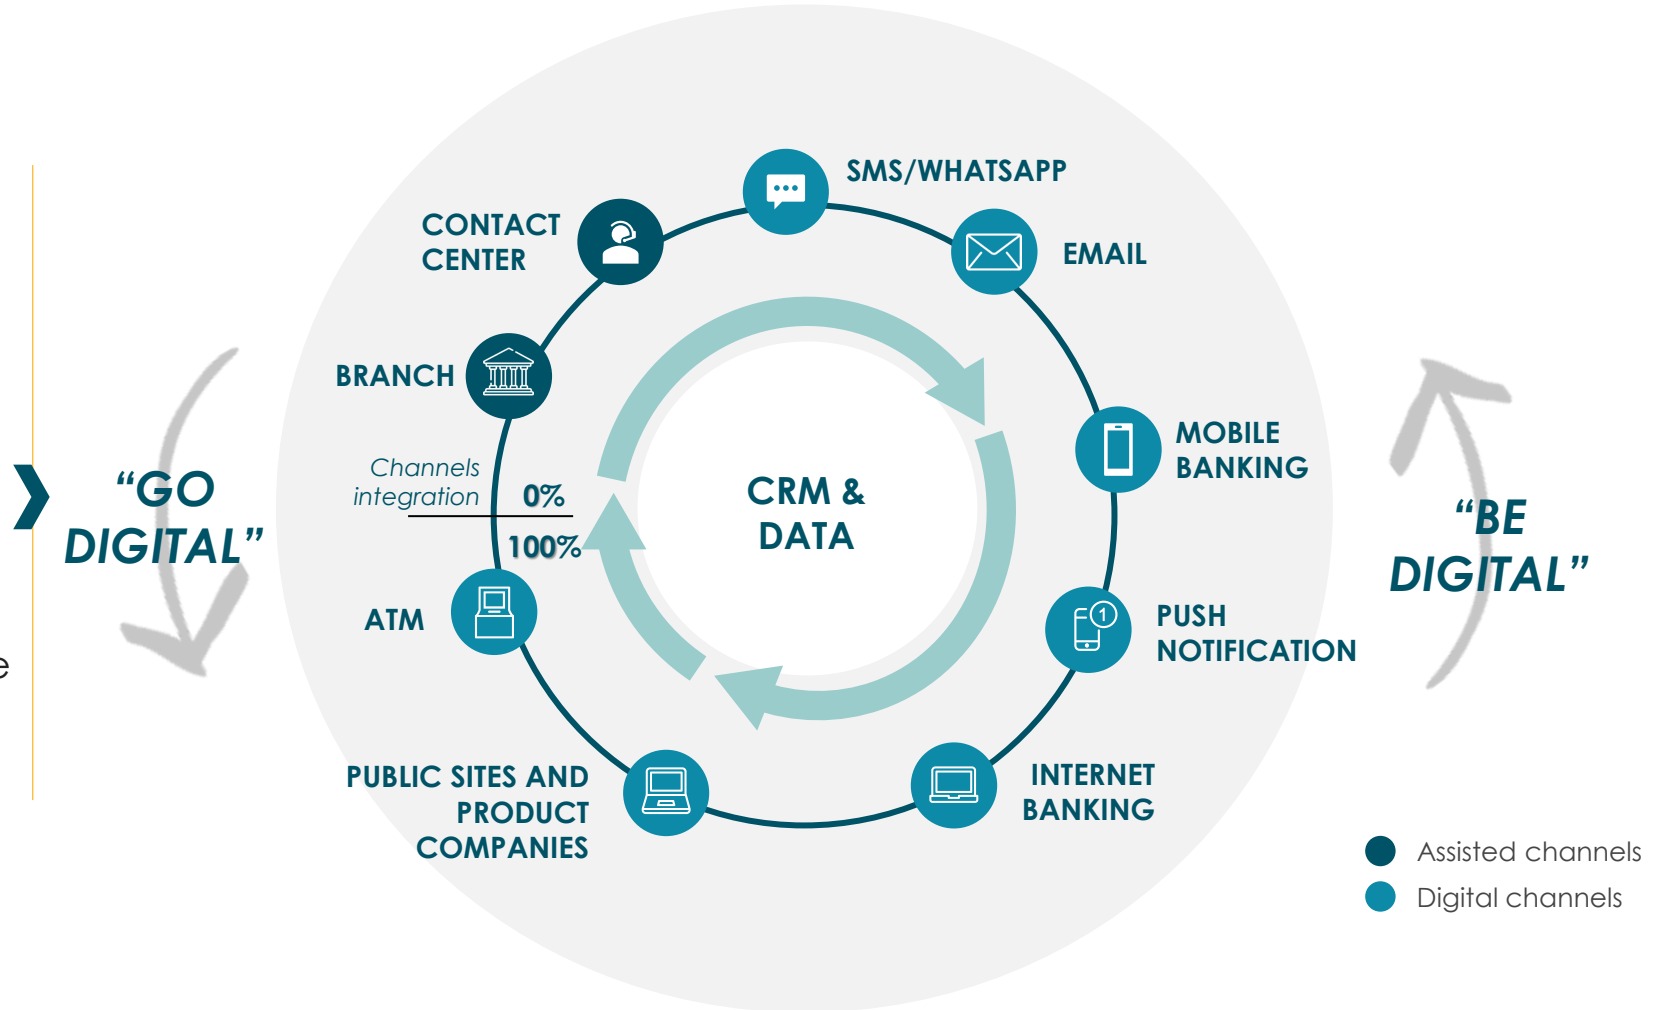 SMS/WHATSAPP
CONTACT
CENTER
EMAIL
BRANCH
MOBILE
BANKING
Channels
integration
0%
100%
“GO
DIGITAL”
CRM &
DATA
“BE
DIGITAL”
ATM
1
PUSH
NOTIFICATION
e
PUBLIC SITES AND
PRODUCT
COMPANIES
INTERNET
BANKING
Assisted channels
Digital channels